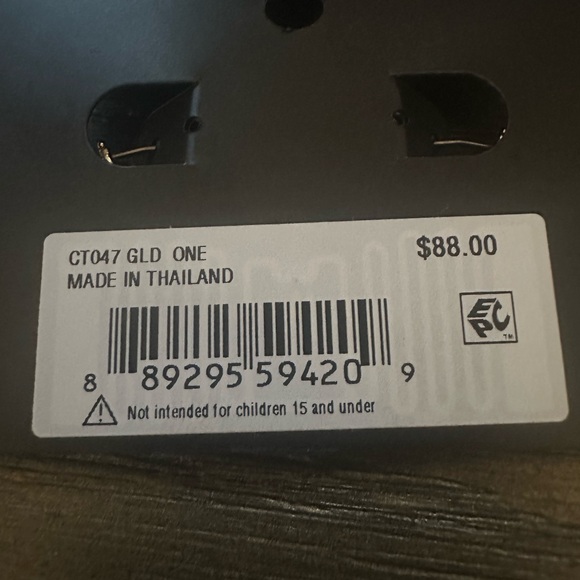 CT047 GLD ONE
$88.00
MADE IN THAILAND
EPC
TM
8 89295 59420 9
Not intended for children 15 and under